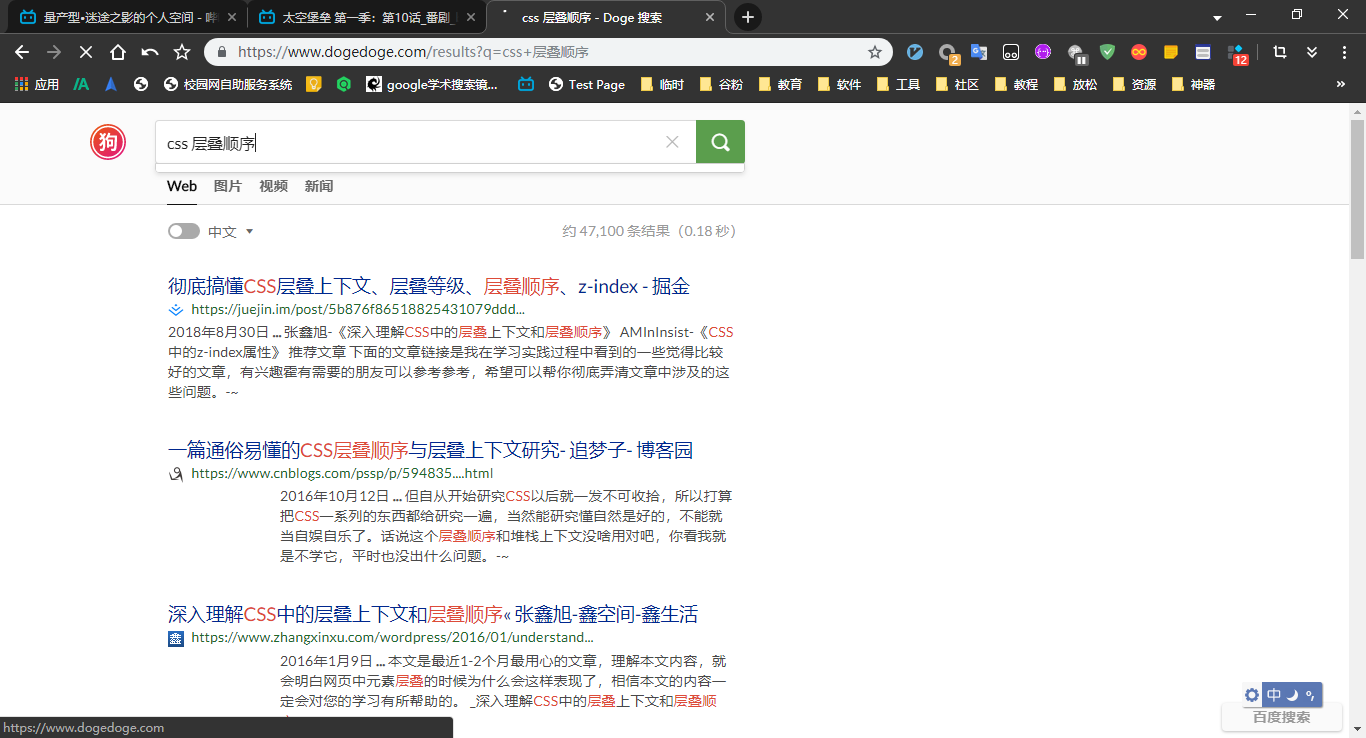 量产型•迷途之影的个人空间 - 哔
太空堡垒 第一季：第10话_番剧_
css 层叠顺序 - Doge 搜索
https://www.dogedoge.com/results?q=css+层叠顺序
2
12
应用
校园网自助服务系统
google学术搜索镜...
Test Page
临时
谷粉
教育
软件
工具
社区
教程
放松
资源
神器
»
狗
css 层叠顺序
Web 图片 视频 新闻
中文
约 47,100 条结果（0.18 秒）
彻底搞懂CSS层叠上下文、层叠等级、层叠顺序、z-index - 掘金
https://juejin.im/post/5b876f86518825431079ddd...
2018年8月30日 ... 张鑫旭-《深入理解CSS中的层叠上下文和层叠顺序》 AMInInsist-《CSS
中的z-index属性》 推荐文章 下面的文章链接是我在学习实践过程中看到的一些觉得比较
好的文章，有兴趣霍有需要的朋友可以参考参考，希望可以帮你彻底弄清文章中涉及的这
些问题。-~
一篇通俗易懂的CSS层叠顺序与层叠上下文研究- 追梦子- 博客园
https://www.cnblogs.com/pssp/p/594835....html
2016年10月12日 ... 但自从开始研究CSS以后就一发不可收拾，所以打算
把CSS一系列的东西都给研究一遍，当然能研究懂自然是好的，不能就
当自娱自乐了。话说这个层叠顺序和堆栈上下文没啥用对吧，你看我就
是不学它，平时也没出什么问题。-~
深入理解CSS中的层叠上下文和层叠顺序« 张鑫旭-鑫空间-鑫生活
鑫
https://www.zhangxinxu.com/wordpress/2016/01/understand...
2016年1月9日 ... 本文是最近1-2个月最用心的文章，理解本文内容，就
会明白网页中元素层叠的时候为什么会这样表现了，相信本文的内容一
定会对您的学习有所帮助的。 _深入理解CSS中的层叠上下文和层叠顺
中
百度搜索
https://www.dogedoge.com